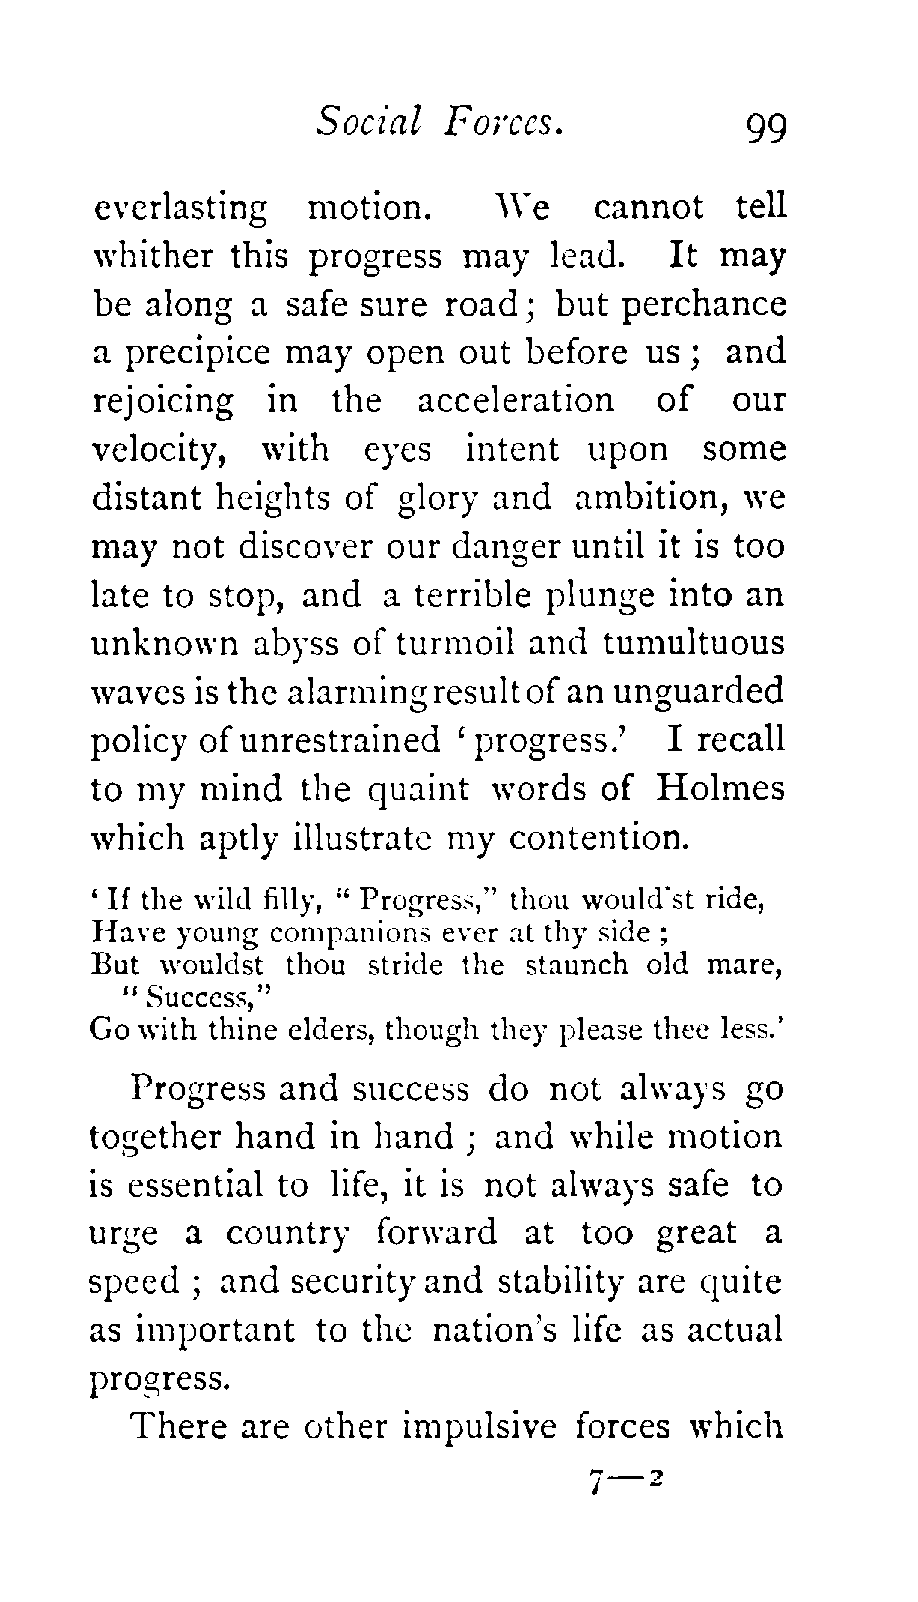 Social Forces. 99
everlasting motion. We cannot tell
whither this progress may lead. It may
be along a safe sure road; but perchance
a precipice may open out before us; and
rejoicing in the acceleration of our
velocity, with eyes intent upon some
distant heights of glory and ambition, we
may not discover our danger until it is too
late to stop, and a terrible plunge into an
unknown abyss of turmoil and tumultuous
waves is the alarming result of an unguarded
policy of unrestrained ‘progress.’ I recall
to my mind the quaint words of Holmes
which aptly illustrate my contention.
‘If the wild filly, “Progress,” thou would'st ride,
Have young companions ever at thy side;
But wouldst thou stride the staunch old mare,
“Success,”
Go with thine elders, though they please thee less.’
Progress and success do not always go
together hand in hand; and while motion
is essential to life, it is not always safe to
urge a country forward at too great a
speed; and security and stability are quite
as important to the nation's life as actual
progress.
There are other impulsive forces which
7—2